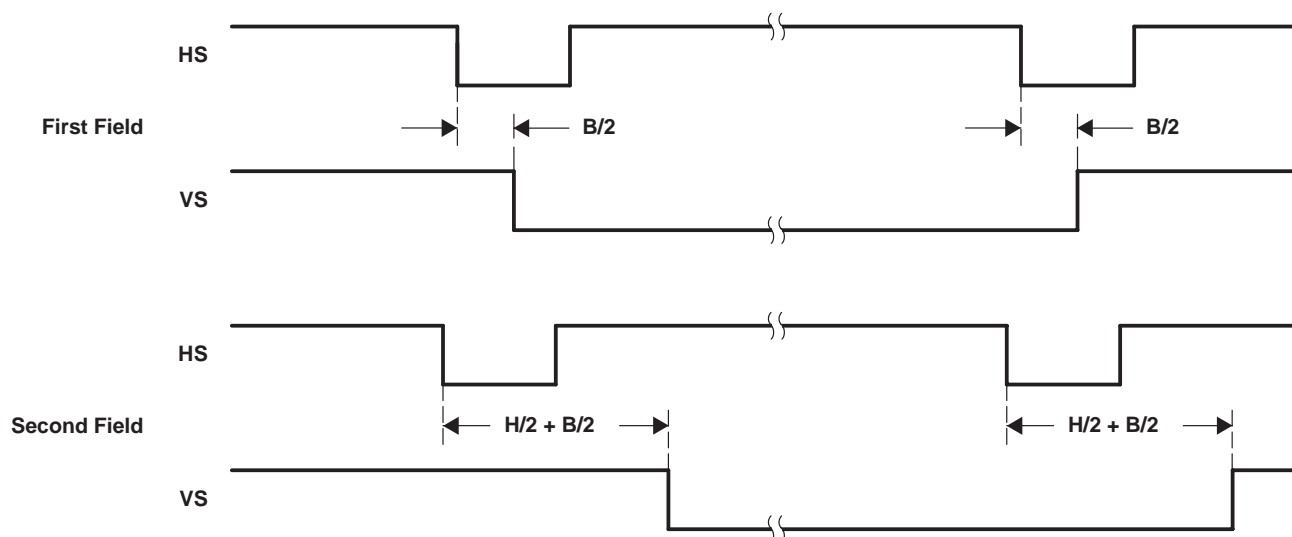 HS
First Field
B/2
B/2
VS
HS
Second Field
H/2 + B/2
H/2 + B/2
VS